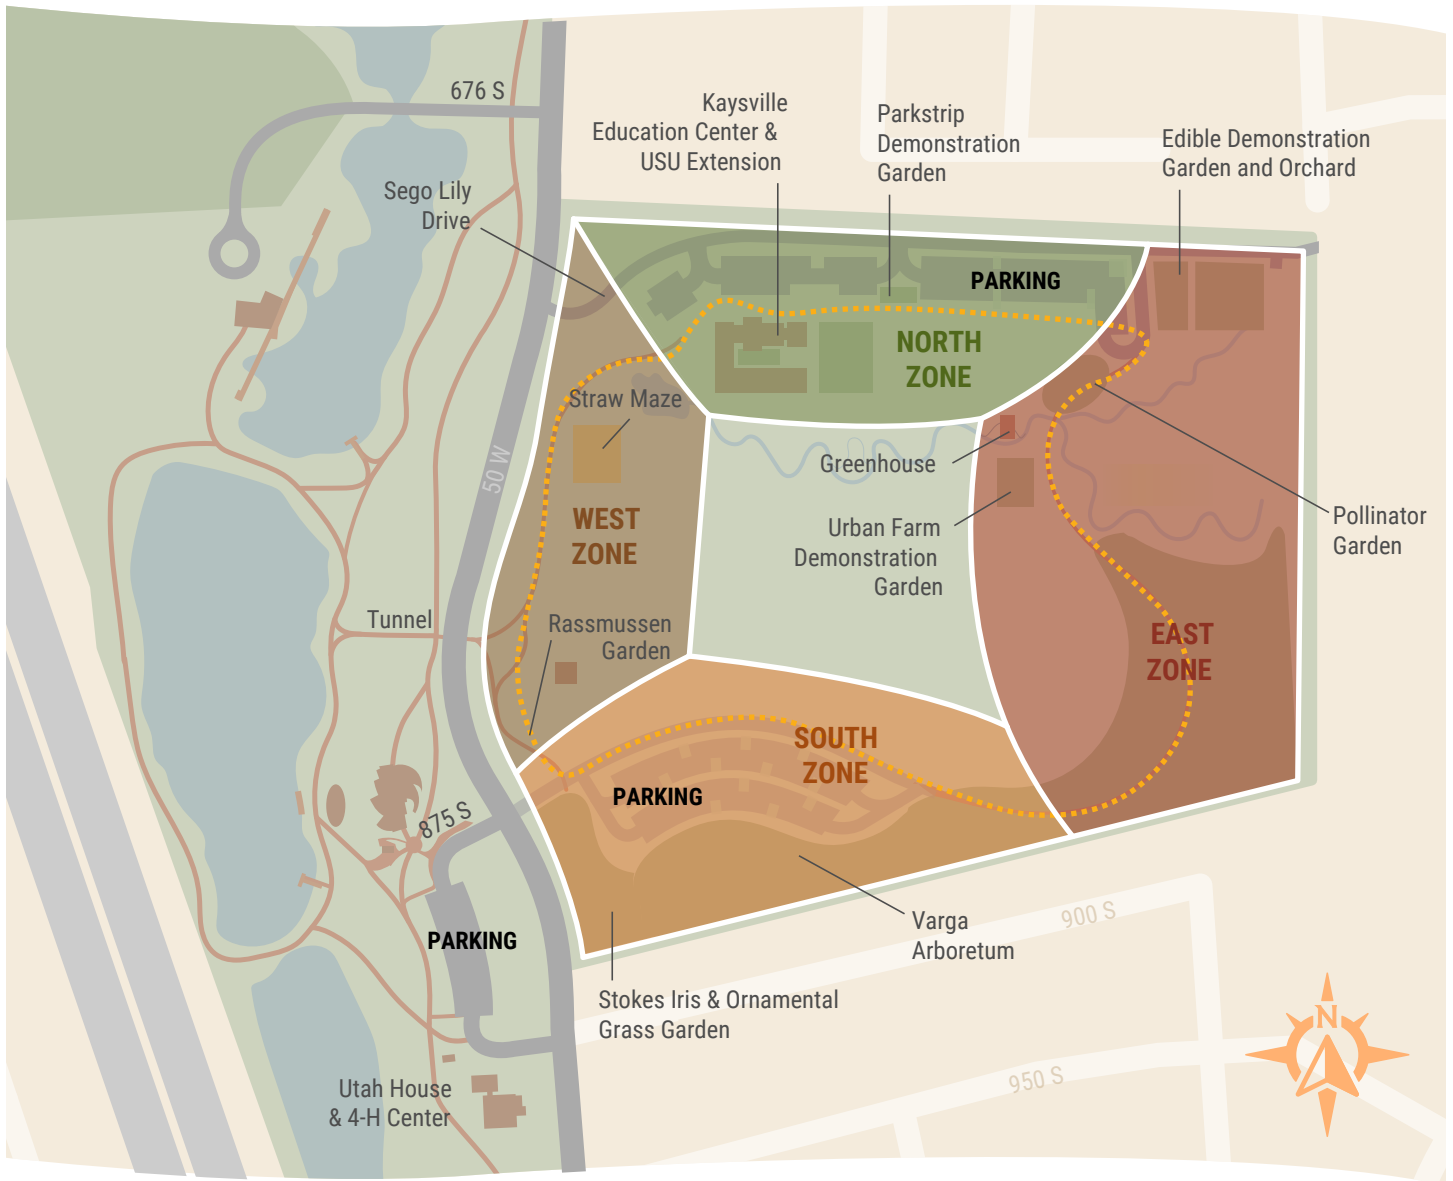 676 S
Kaysville
Education Center &
USU Extension
Parkstrip
Demonstration
Garden
Edible Demonstration
Garden and Orchard
Sego Lily
Drive
PARKING
NORTH
ZONE
Straw Maze
50 W
Greenhouse
WEST
ZONE
Urban Farm
Demonstration
Garden
Pollinator
Garden
Tunnel
Rassmussen
Garden
EAST
ZONE
SOUTH
ZONE
PARKING
875 S
PARKING
Varga
Arboretum
900 S
Stokes Iris & Ornamental
Grass Garden
N
950 S
Utah House
& 4-H Center